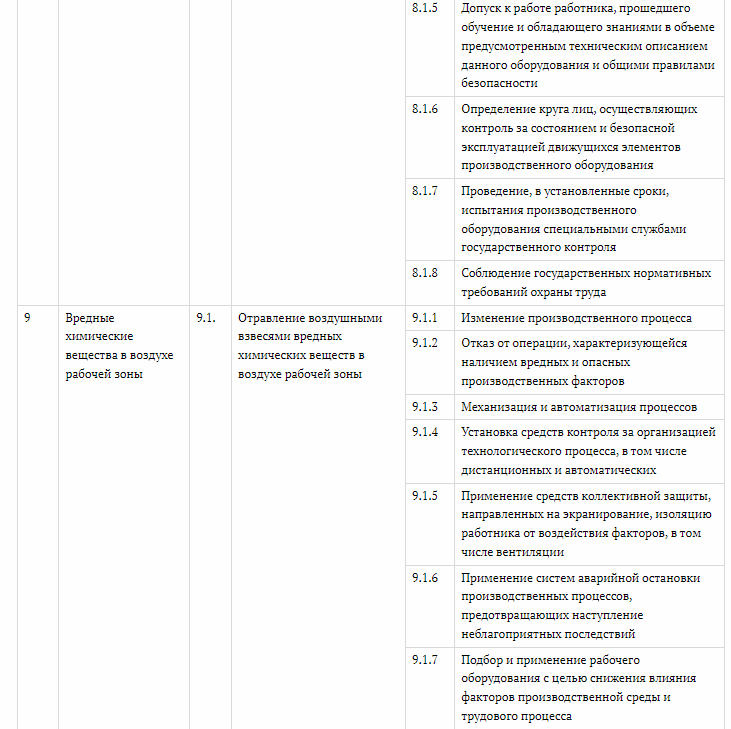 8.1.5 Допуск к работе работника, прошедшего
обучение и обладающего знаниями в объеме
предусмотренным техническим описанием
данного оборудования и общими правилами
безопасности
8.1.6 Определение круга лиц, осуществляющих
контроль за состоянием и безопасной
эксплуатацией движущихся элементов
производственного оборудования
8.1.7 Проведение, в установленные сроки,
испытания производственного
оборудования специальными службами
государственного контроля
8.1.8 Соблюдение государственных нормативных
требований охраны труда
9 Вредные
химические
вещества в воздухе
рабочей зоны
9.1. Отравление воздушными
взвесями вредных
химических веществ в
воздухе рабочей зоны
9.1.1 Изменение производственного процесса
9.1.2 Отказ от операции, характеризующейся
наличием вредных и опасных
производственных факторов
9.1.3 Механизация и автоматизация процессов
9.1.4 Установка средств контроля за организацией
технологического процесса, в том числе
дистанционных и автоматических
9.1.5 Применение средств коллективной защиты,
направленных на экранирование, изоляцию
работника от воздействия факторов, в том
числе вентиляции
9.1.6 Применение систем аварийной остановки
производственных процессов,
предотвращающих наступление
неблагоприятных последствий
9.1.7 Подбор и применение рабочего
оборудования с целью снижения влияния
факторов производственной среды и
трудового процесса